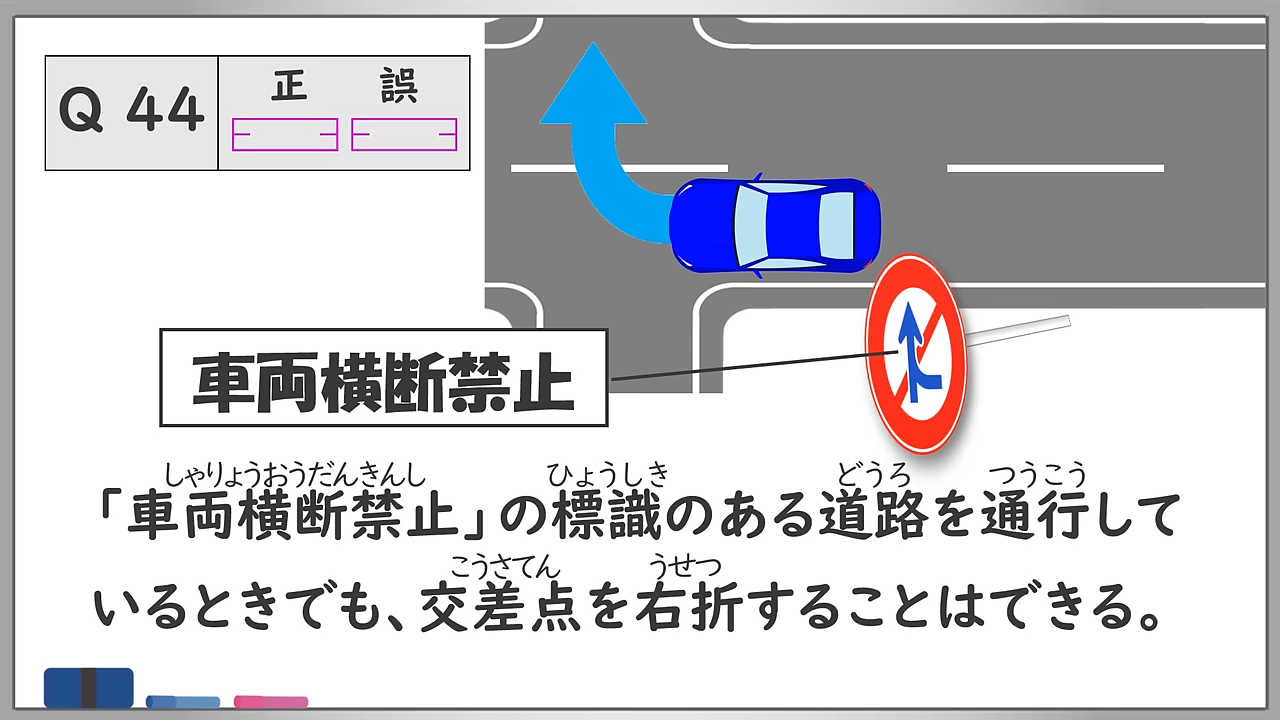 Q 44
正 誤
車両横断禁止
しゃりょうおうだんきんし ひょうしき どうろ つうこう
「車両横断禁止」の標識のある道路を通行して
こうさてん うせつ
いるときでも、交差点を右折することはできる。